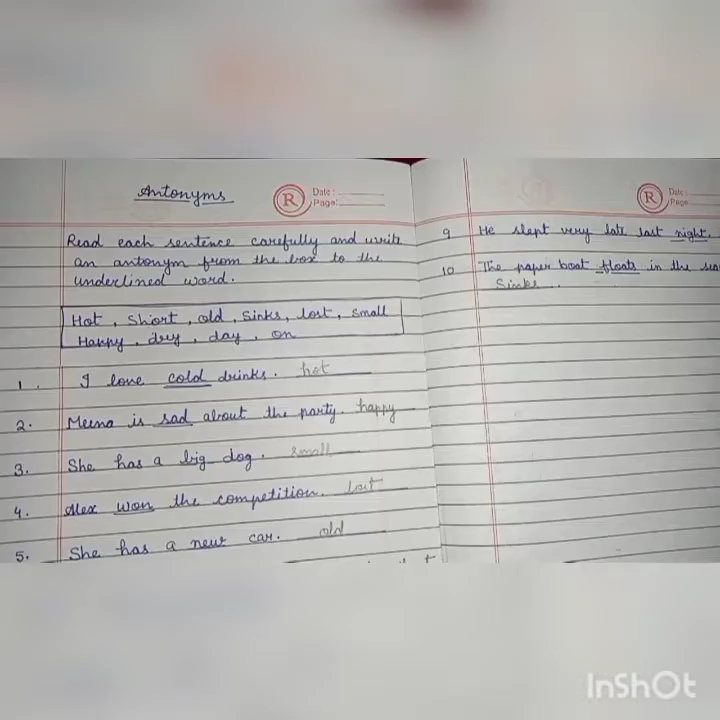 Antonyms
R Date:
Page:
Read each sentence carefully and write
an antonym from the box to the
underlined word.
Hot, short, old, sinks, lost, small
Happy, dry, day, on
1. I love cold drinks. hot
2. Meena is sad about the party. happy
3. She has a big dog. small
4. Alex won the competition. lost
5. She has a new car. old
R Date:
Page:
9 He slept very late last night.
10 The paper boat floats in the
Sinks.
InShOt